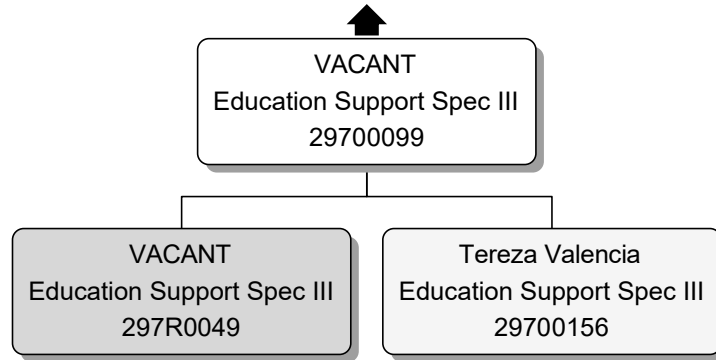 VACANT
Education Support Spec III
29700099
VACANT
Education Support Spec III
297R0049
Tereza Valencia
Education Support Spec III
29700156